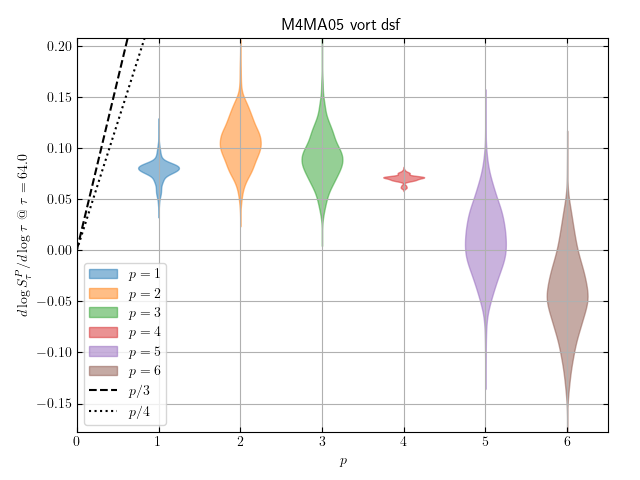 M4MA05 vort dsf
d log S_τ^P / d log τ @ τ = 64.0
0.20
0.15
0.10
0.05
0.00
−0.05
−0.10
−0.15
p = 1
p = 2
p = 3
p = 4
p = 5
p = 6
p/3
p/4
0 1 2 3 4 5 6
p